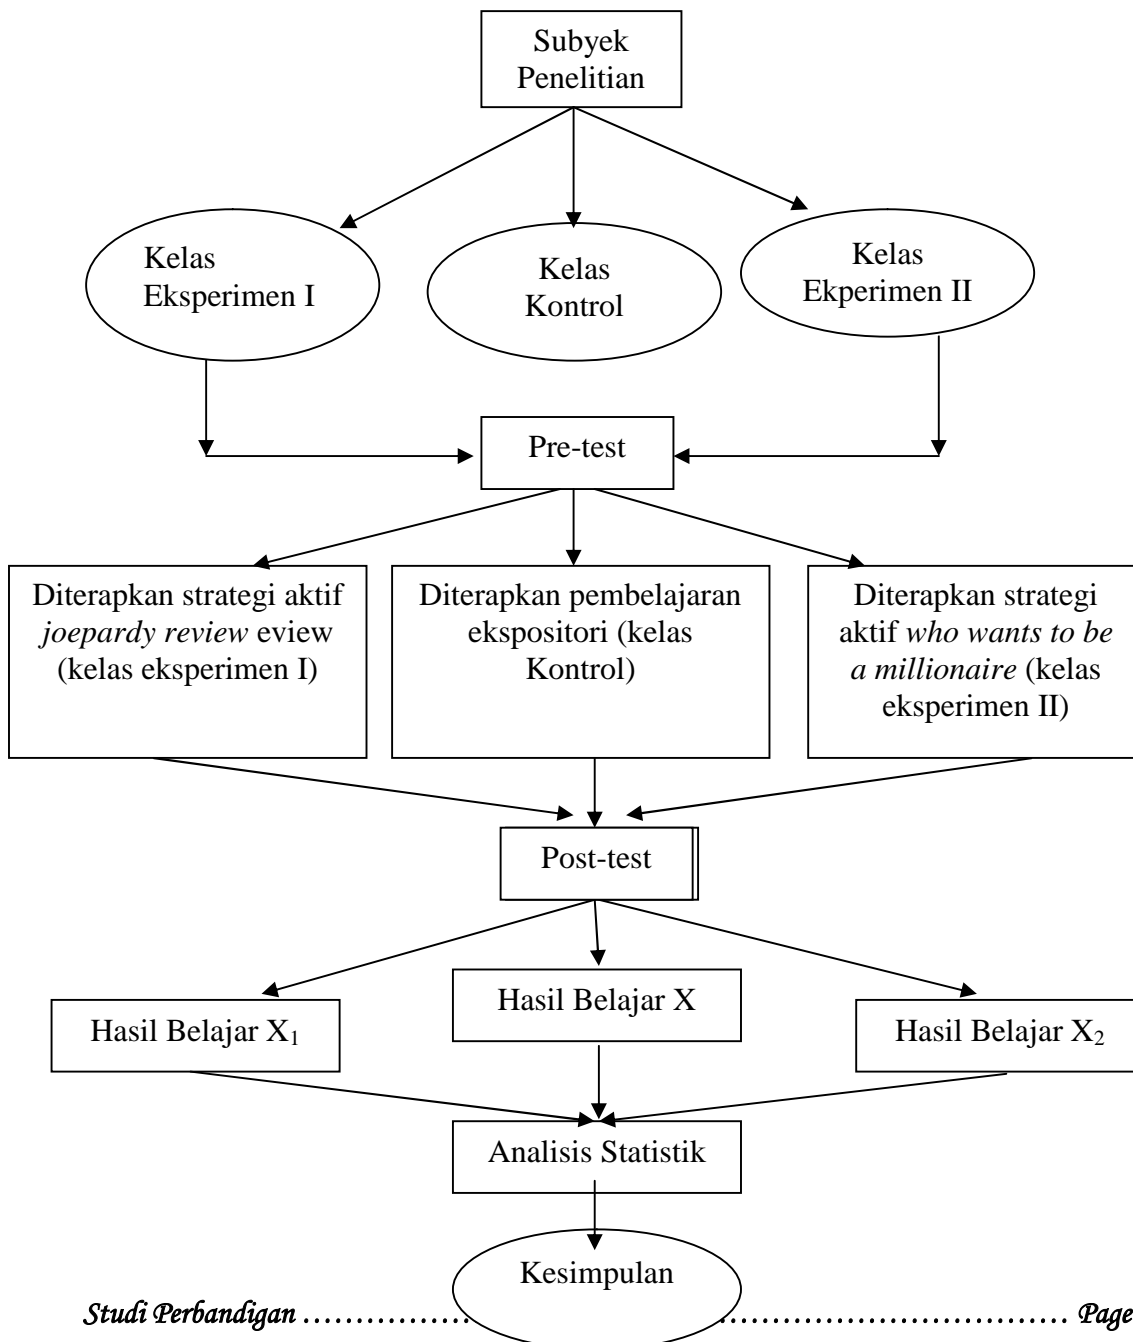 Subyek
Penelitian
Kelas
Eksperimen I
Kelas
Kontrol
Kelas
Ekperimen II
Pre-test
Diterapkan strategi aktif
joepardy review eview
(kelas eksperimen I)
Diterapkan pembelajaran
ekspositori (kelas
Kontrol)
Diterapkan strategi
aktif who wants to be
a millionaire (kelas
eksperimen II)
Post-test
Hasil Belajar X₁
Hasil Belajar X
Hasil Belajar X₂
Analisis Statistik
Kesimpulan
Studi Perbandigan ................ ................................ Page